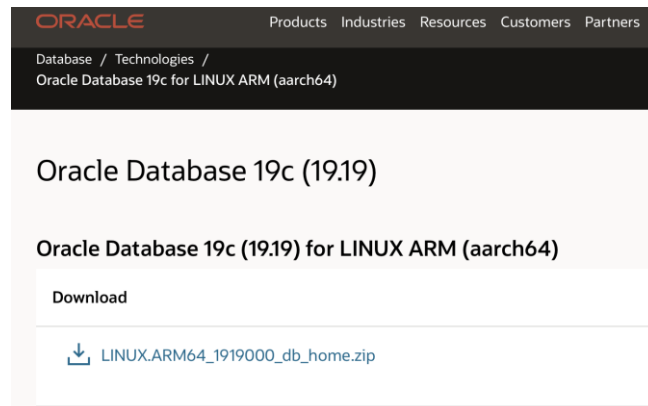 ORACLE
Products Industries Resources Customers Partners
Database / Technologies /
Oracle Database 19c for LINUX ARM (aarch64)
Oracle Database 19c (19.19)
Oracle Database 19c (19.19) for LINUX ARM (aarch64)
Download
LINUX.ARM64_1919000_db_home.zip